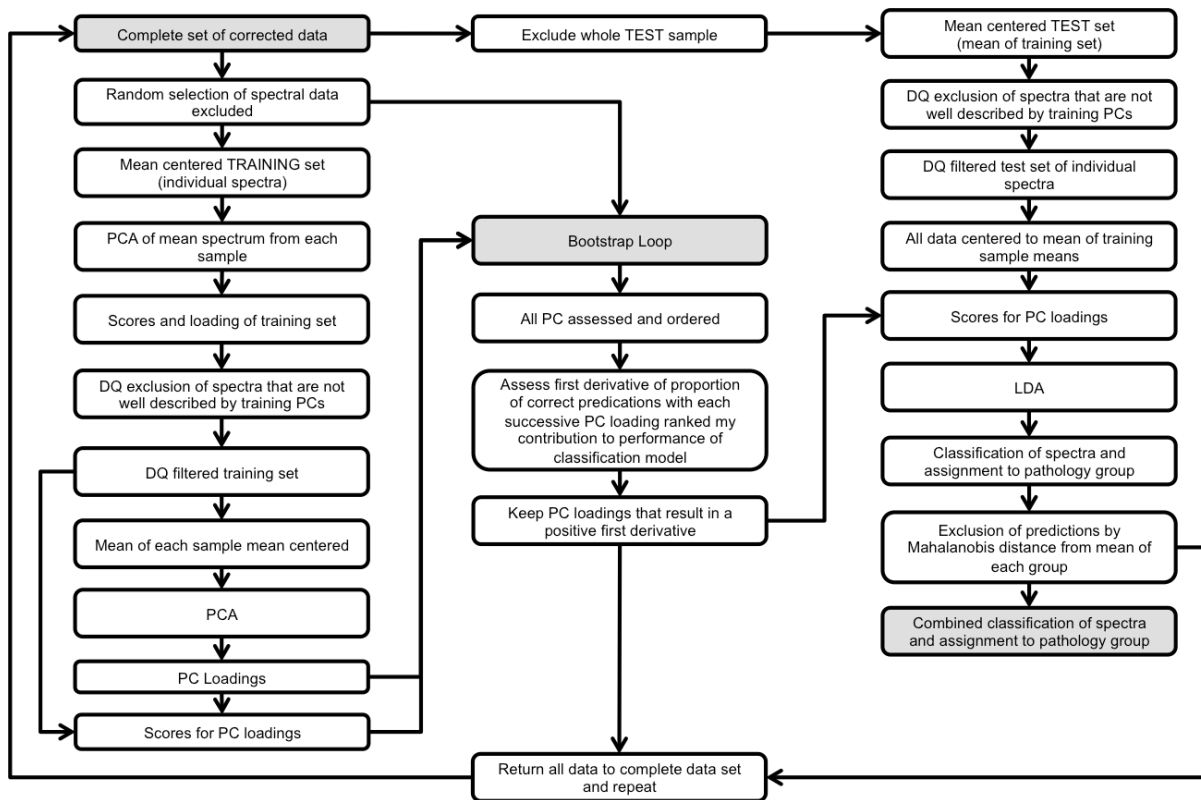 Complete set of corrected data
Random selection of spectral data
excluded
Mean centered TRAINING set
(individual spectra)
PCA of mean spectrum from each
sample
Scores and loading of training set
DQ exclusion of spectra that are not
well described by training PCs
DQ filtered training set
Mean of each sample mean centered
PCA
PC Loadings
Scores for PC loadings
Exclude whole TEST sample
Bootstrap Loop
All PC assessed and ordered
Assess first derivative of proportion
of correct predications with each
successive PC loading ranked my
contribution to performance of
classification model
Keep PC loadings that result in a
positive first derivative
Return all data to complete data set
and repeat
Mean centered TEST set
(mean of training set)
DQ exclusion of spectra that are not
well described by training PCs
DQ filtered test set of individual
spectra
All data centered to mean of training
sample means
Scores for PC loadings
LDA
Classification of spectra and
assignment to pathology group
Exclusion of predictions by
Mahalanobis distance from mean of
each group
Combined classification of spectra
and assignment to pathology group